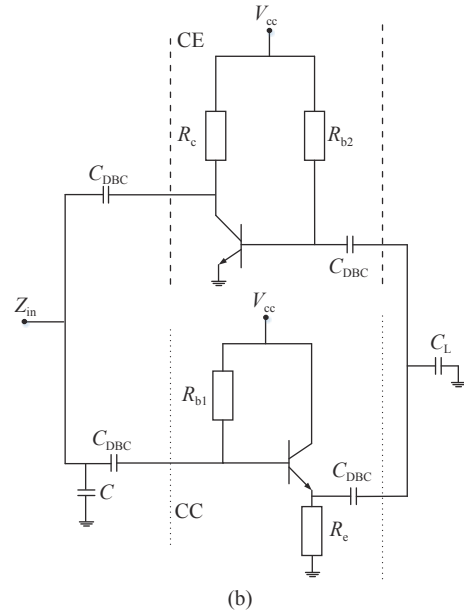 V_cc
CE
R_c
R_b2
C_DBC
C_DBC
Z_in
V_cc
C_L
R_b1
C_DBC
C_DBC
C
CC
R_e
(b)